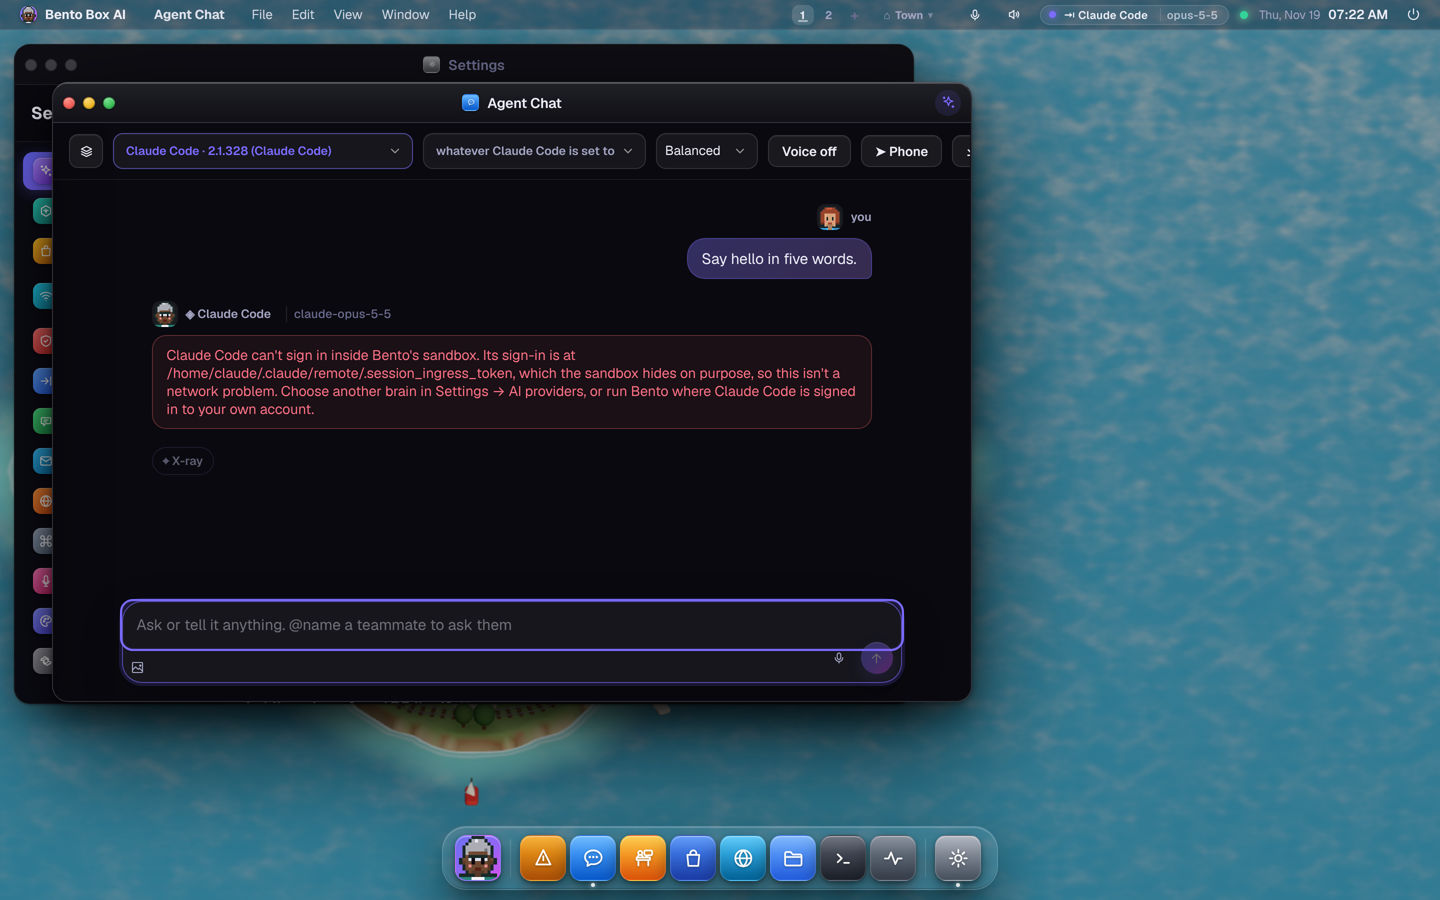 Bento Box AI Agent Chat File Edit View Window Help 1 2 + Town Claude Code opus-5-5 Thu, Nov 19 07:22 AM
Settings
Se
Agent Chat
Claude Code · 2.1.328 (Claude Code) whatever Claude Code is set to Balanced Voice off Phone
you
Say hello in five words.
Claude Code claude-opus-5-5
Claude Code can't sign in inside Bento's sandbox. Its sign-in is at
/home/claude/.claude/remote/.session_ingress_token, which the sandbox hides on purpose, so this isn't a
network problem. Choose another brain in Settings → AI providers, or run Bento where Claude Code is signed
in to your own account.
X-ray
Ask or tell it anything. @name a teammate to ask them